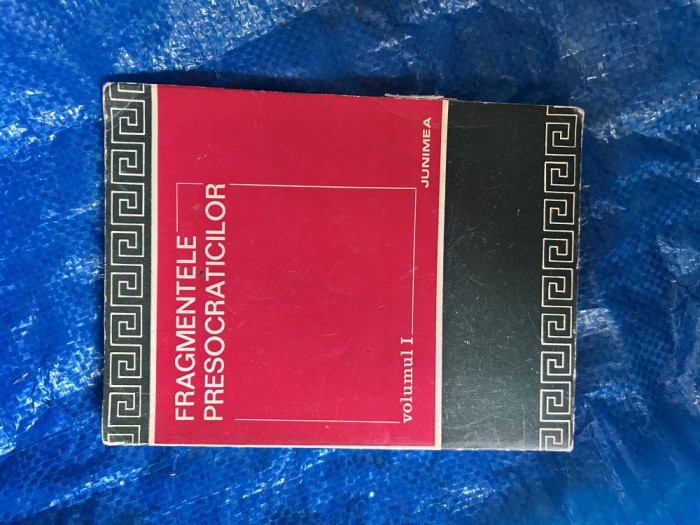 FRAGMENTELE
PRESOCRATICILOR
volumul I
JUNIMEA